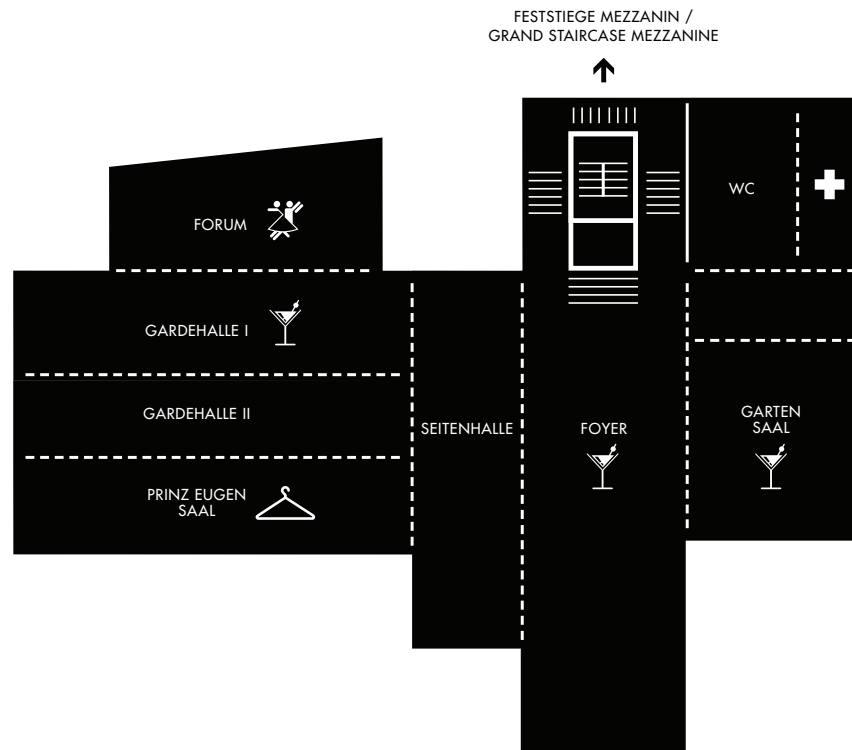 FESTSTIEGE MEZZANIN /
GRAND STAIRCASE MEZZANINE
WC
FORUM
GARDEHALLE I
GARDEHALLE II
SEITENHALLE
FOYER
GARTEN
SAAL
PRINZ EUGEN
SAAL